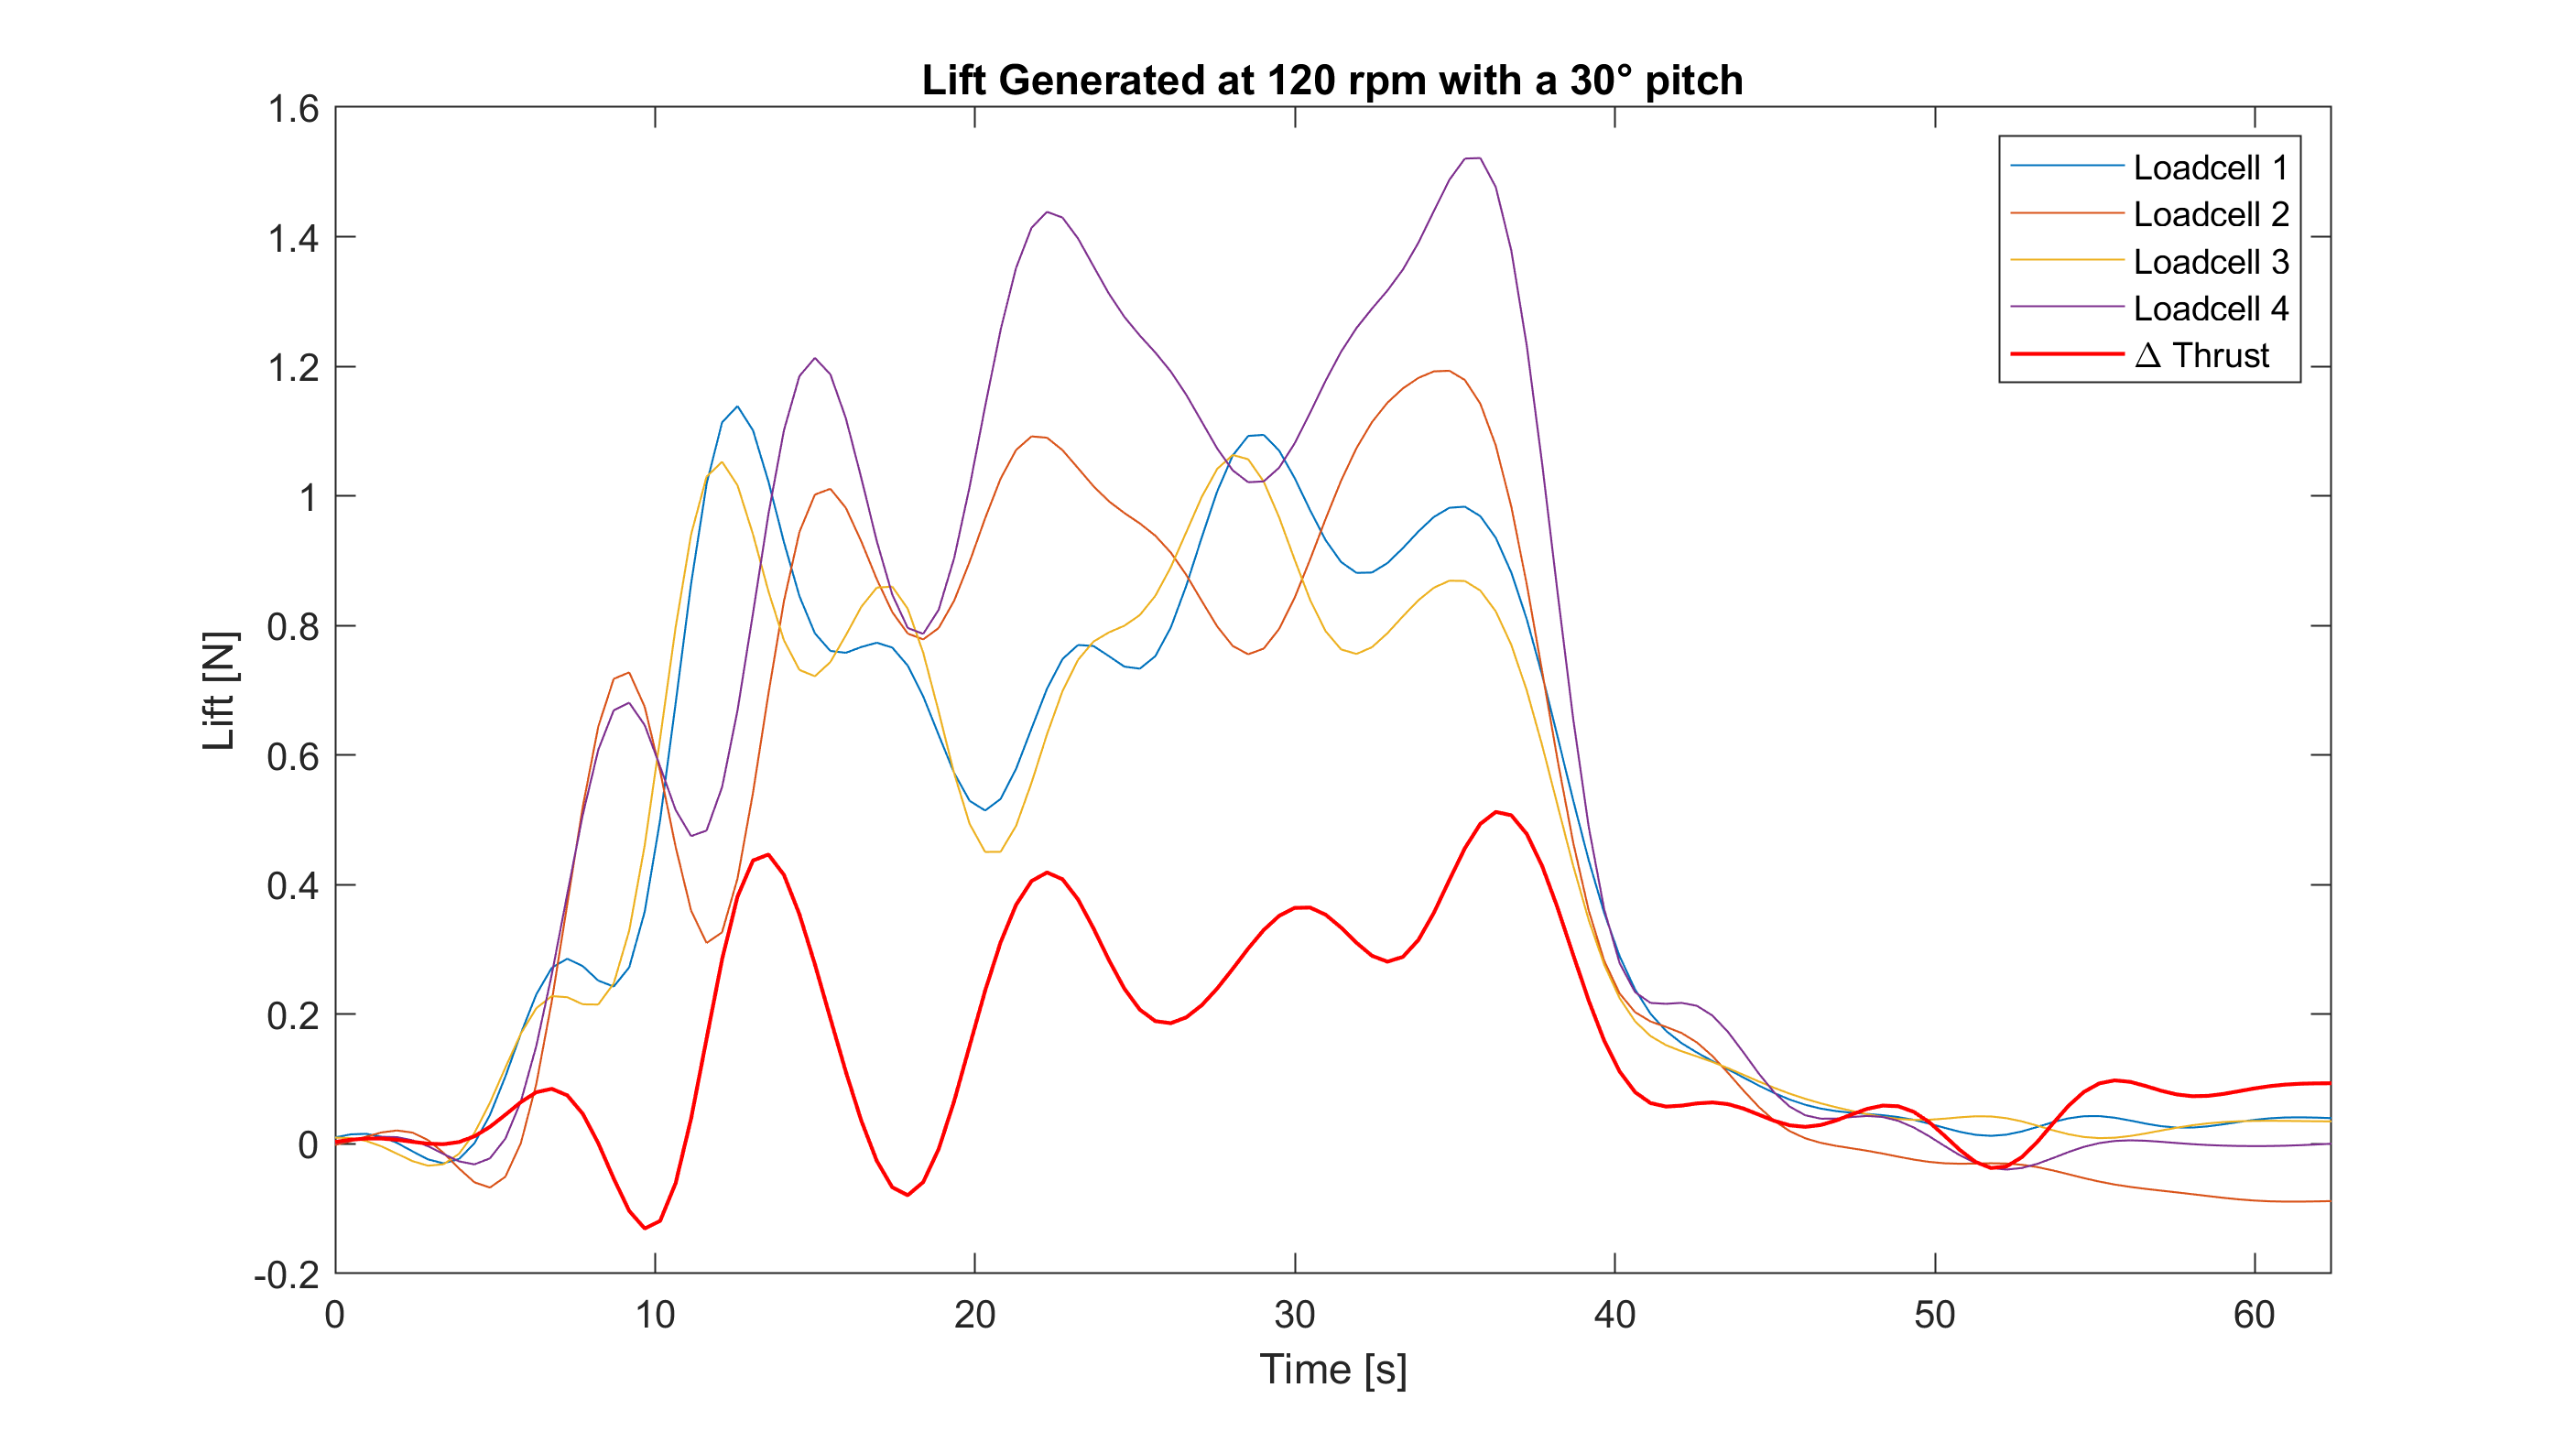 Lift Generated at 120 rpm with a 30° pitch
1.6
1.4
1.2
1
0.8
0.6
0.4
0.2
0
-0.2
Lift [N]
Loadcell 1
Loadcell 2
Loadcell 3
Loadcell 4
Δ Thrust
0 10 20 30 40 50 60
Time [s]